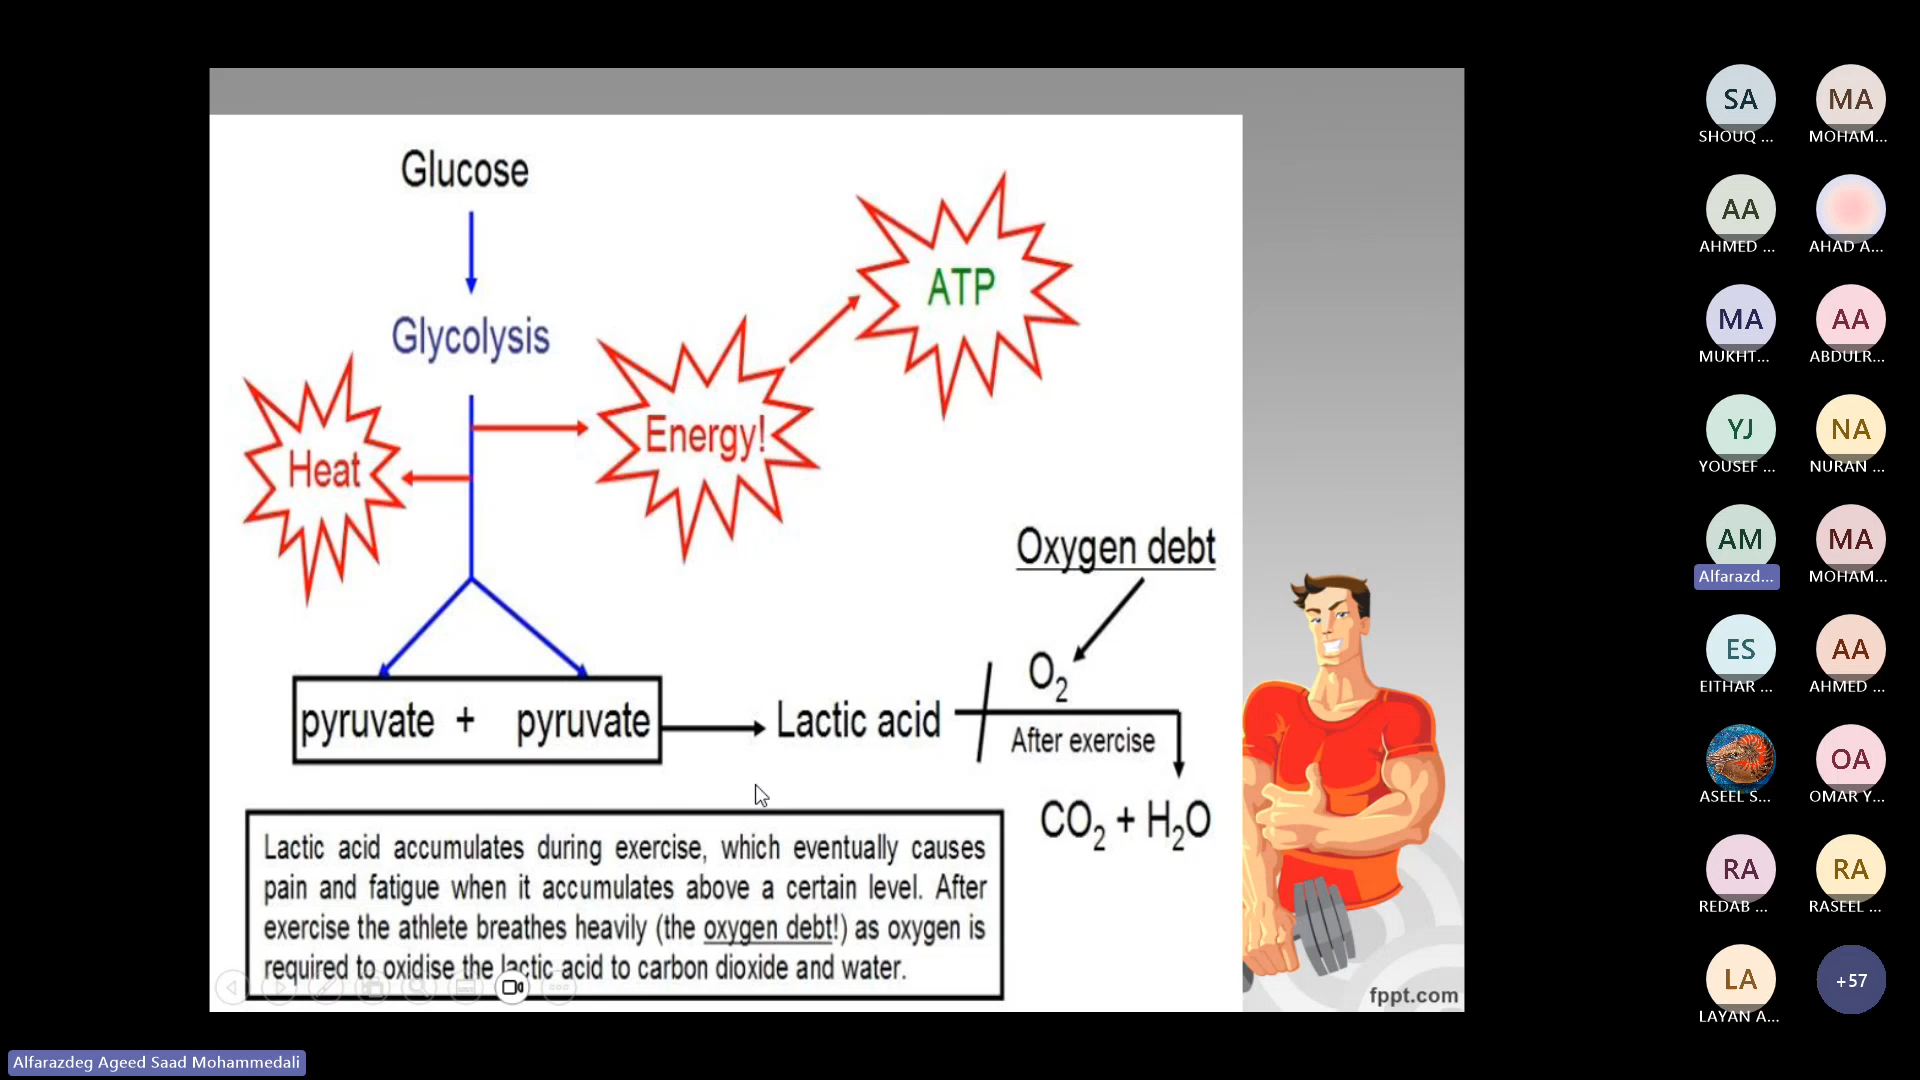 Glucose
Glycolysis
ATP
Energy!
Heat
Oxygen debt
O2
pyruvate + pyruvate
Lactic acid
After exercise
CO2 + H2O
Lactic acid accumulates during exercise, which eventually causes
pain and fatigue when it accumulates above a certain level. After
exercise the athlete breathes heavily (the oxygen debt!) as oxygen is
required to oxidise the lactic acid to carbon dioxide and water.
fppt.com
SA MA
SHOUQ ... MOHAM...
AA
AHMED ... AHAD A...
MA AA
MUKHT... ABDULR...
YJ NA
YOUSEF ... NURAN ...
AM MA
Alfarazd... MOHAM...
ES AA
EITHAR ... AHMED ...
OA
ASEEL S... OMAR Y...
RA RA
REDAB ... RASEEL ...
LA +57
LAYAN A...
Alfarazdeg Ageed Saad Mohammedali